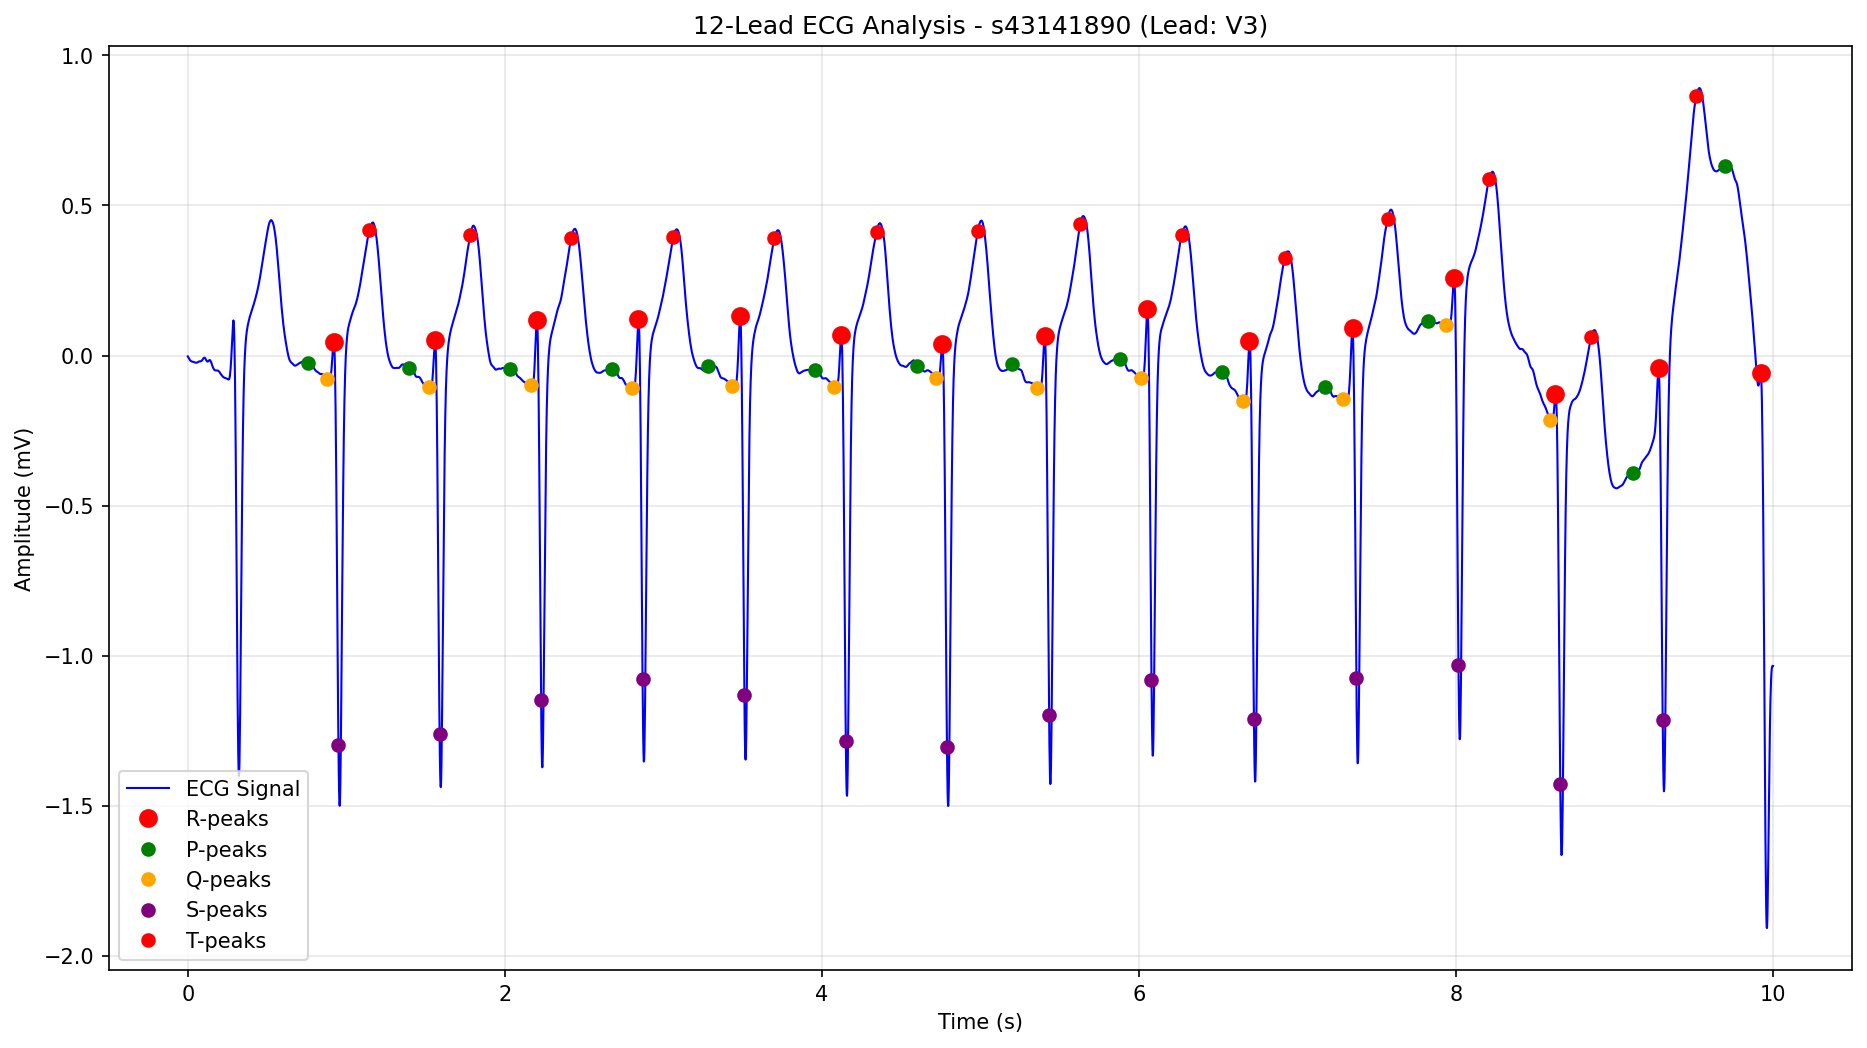 12-Lead ECG Analysis - s43141890 (Lead: V3)
Amplitude (mV)
1.0
0.5
0.0
−0.5
−1.0
−1.5
−2.0
ECG Signal
R-peaks
P-peaks
Q-peaks
S-peaks
T-peaks
0 2 4 6 8 10
Time (s)